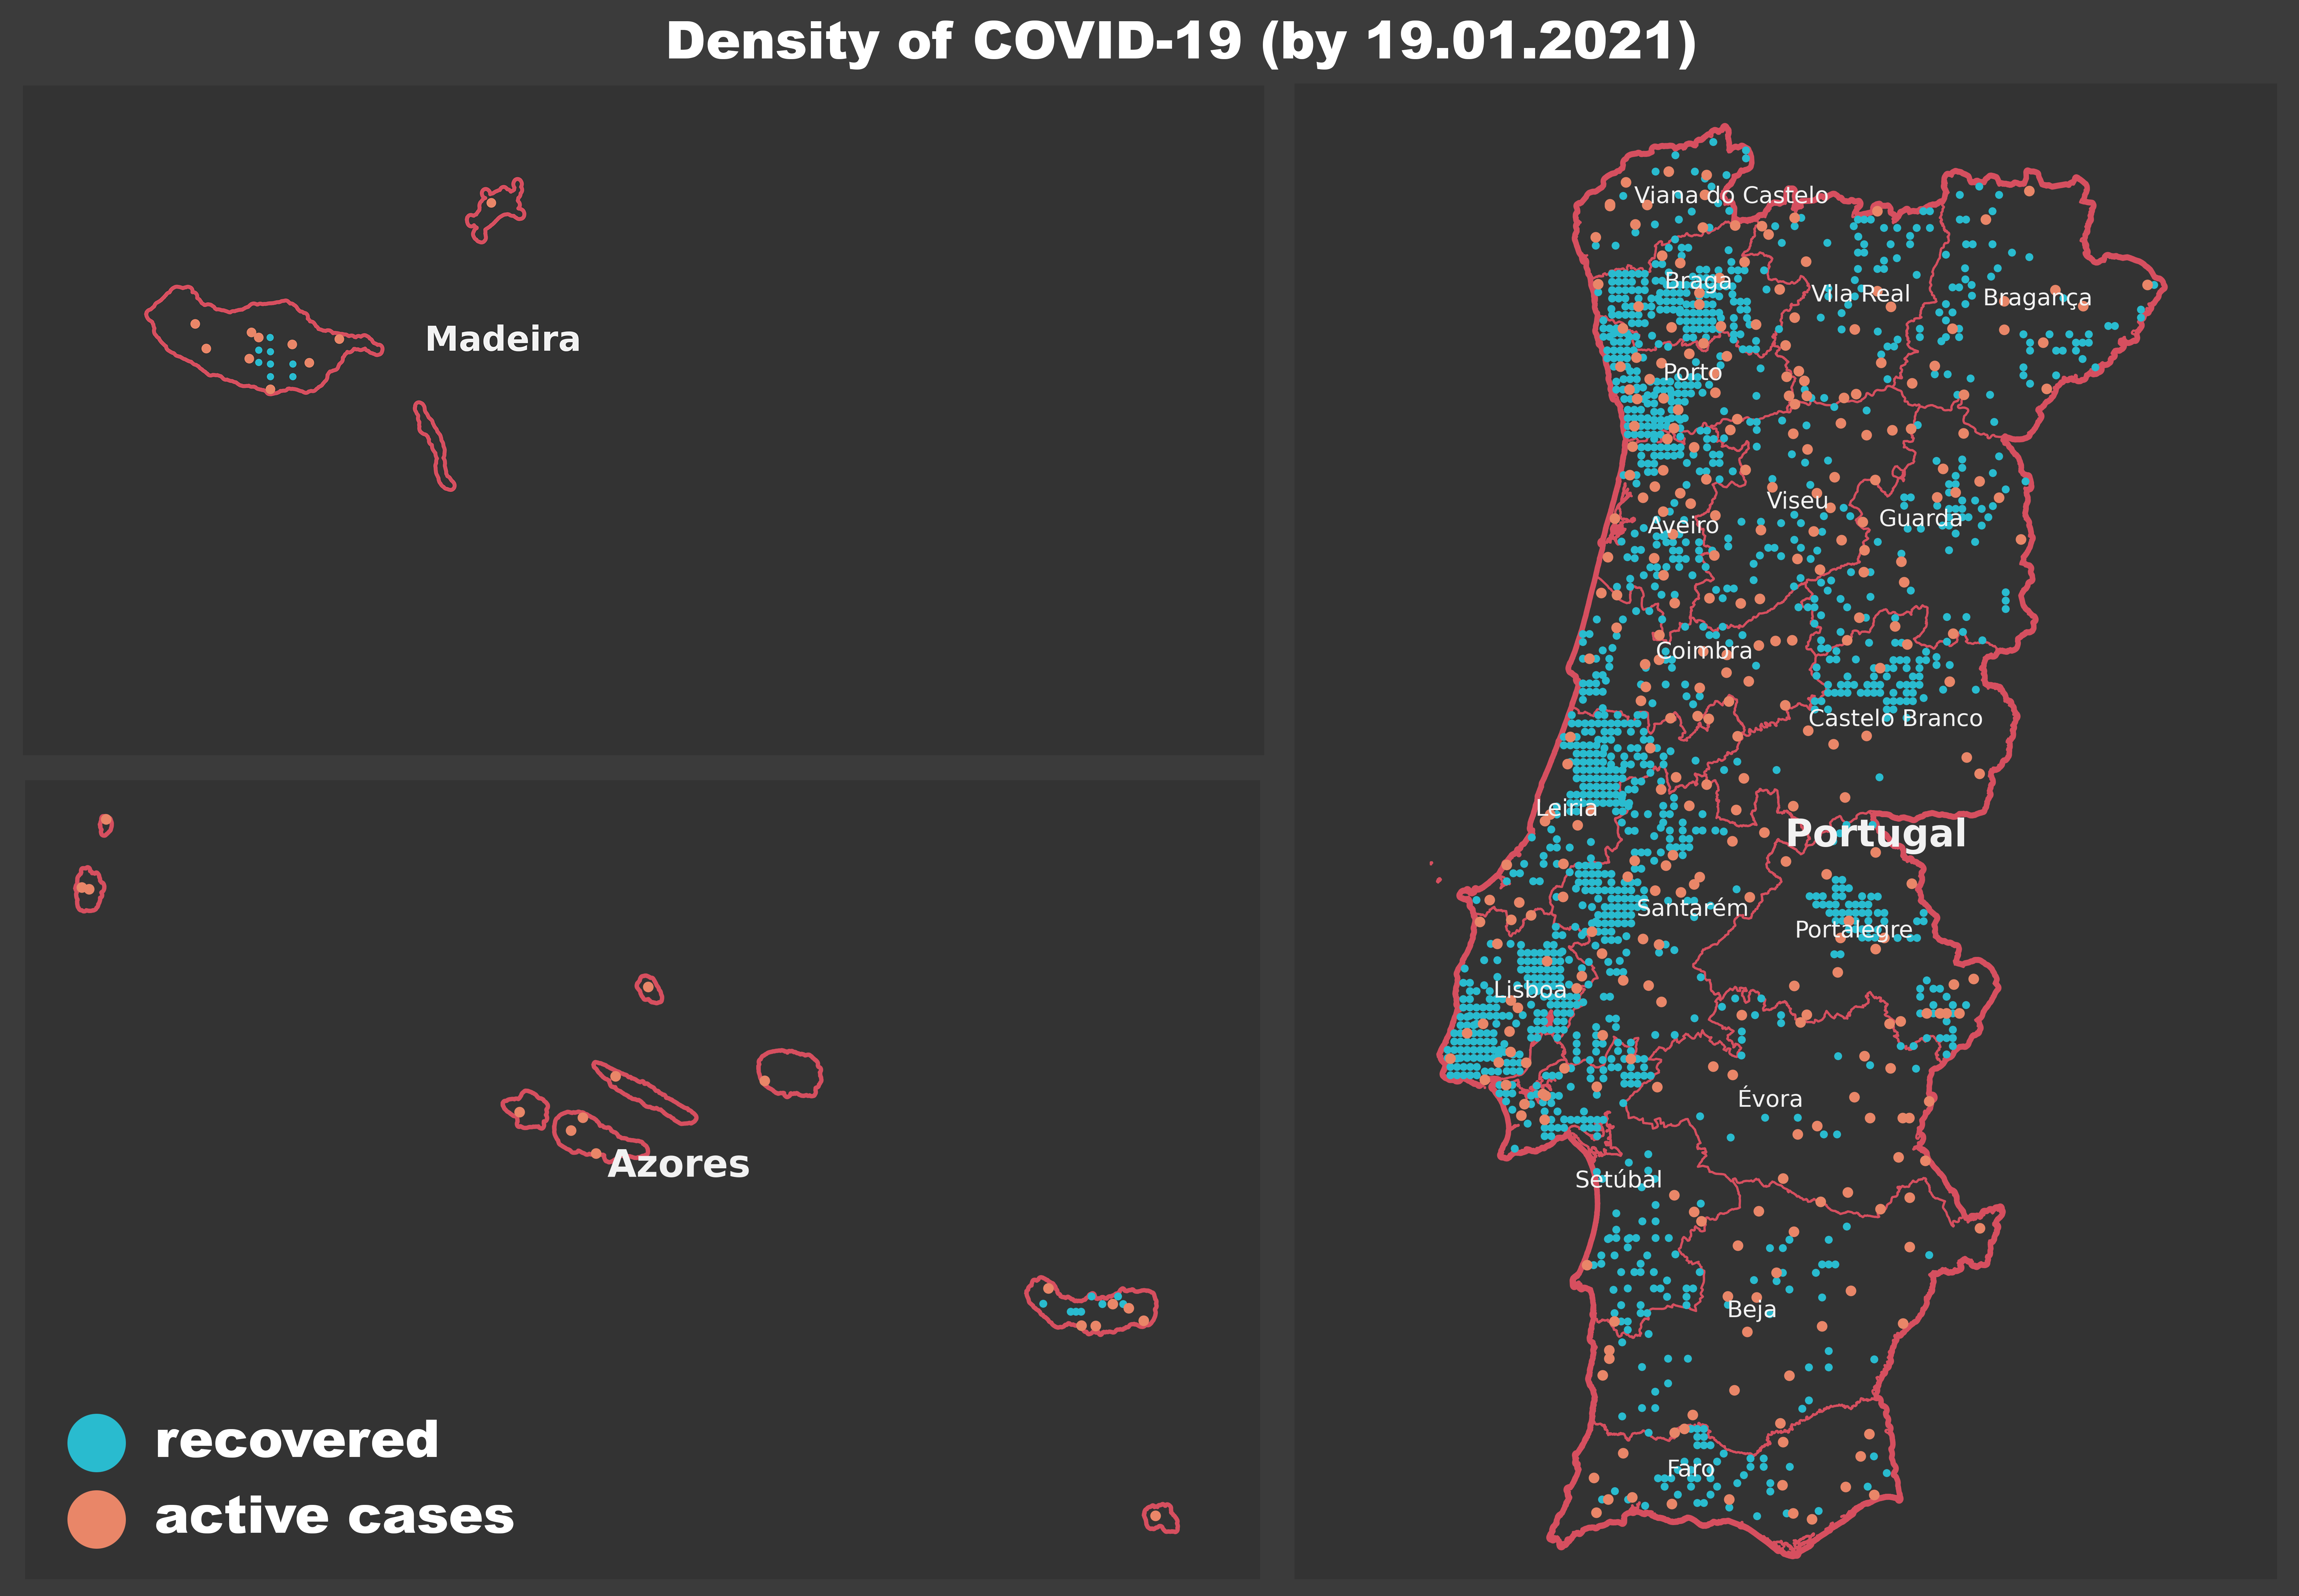 Density of COVID-19 (by 19.01.2021)
Madeira
Azores
recovered
active cases
Viana do Castelo
Braga
Vila Real
Bragança
Porto
Viseu
Guarda
Aveiro
Coimbra
Castelo Branco
Leiria
Portugal
Santarém
Portalegre
Lisboa
Évora
Setúbal
Beja
Faro